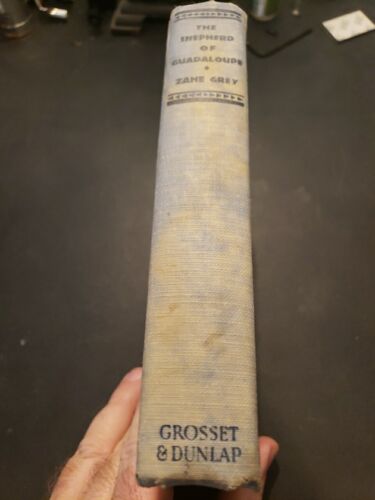 THE
SHEPHERD
OF
GUADALOUPE
•
ZANE GREY
GROSSET
& DUNLAP